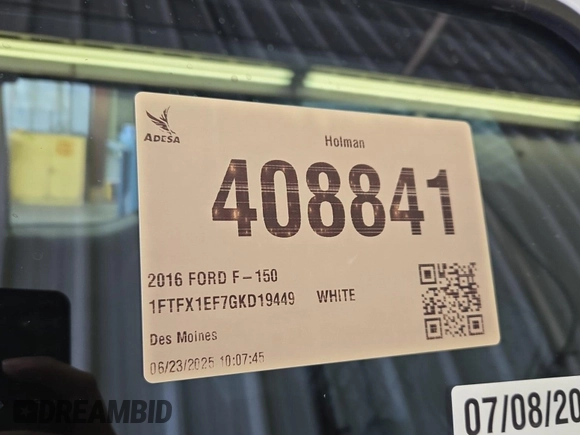 ADESA
Holman
408841
2016 FORD F-150
1FTFX1EF7GKD19449 WHITE
Des Moines
06/23/2025 10:07:45
07/08/20
DREAMBID